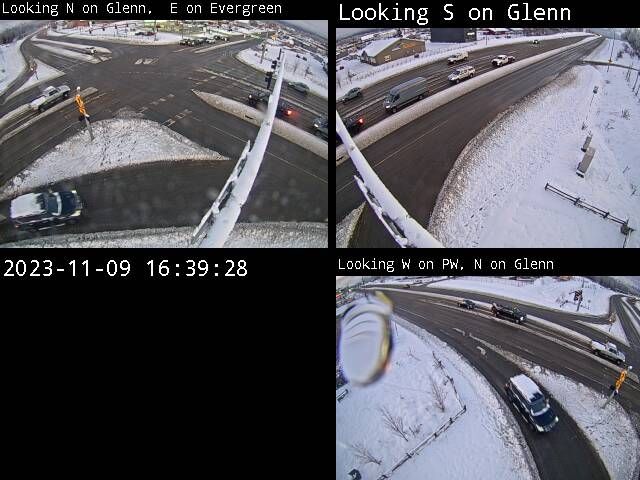 Looking N on Glenn,  E on Evergreen
Looking S on Glenn
2023-11-09 16:39:28
Looking W on PW, N on Glenn